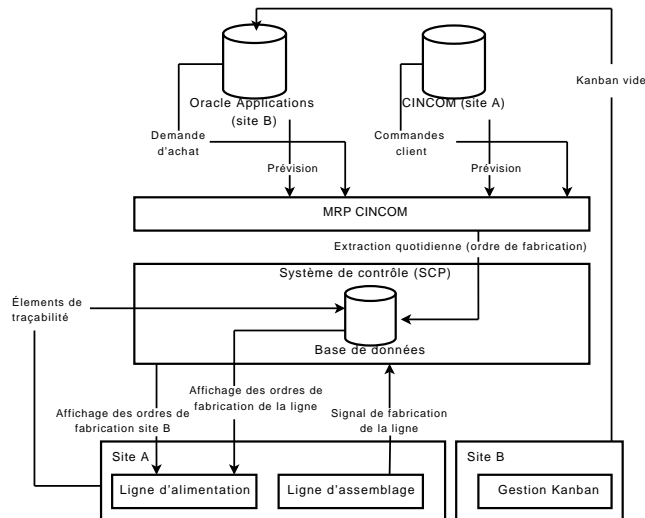 Kanban vide
Oracle Applications
(site B)
CINCOM (site A)
Demande
d'achat
Commandes
client
Prévision
Prévision
MRP CINCOM
Extraction quotidienne (ordre de fabrication)
Système de contrôle (SCP)
Élements de
traçabilité
Base de données
Affichage des ordres de
fabrication de la ligne
Affichage des ordres de
fabrication site B
Signal de fabrication
de la ligne
Site A
Site B
Ligne d'alimentation
Ligne d'assemblage
Gestion Kanban